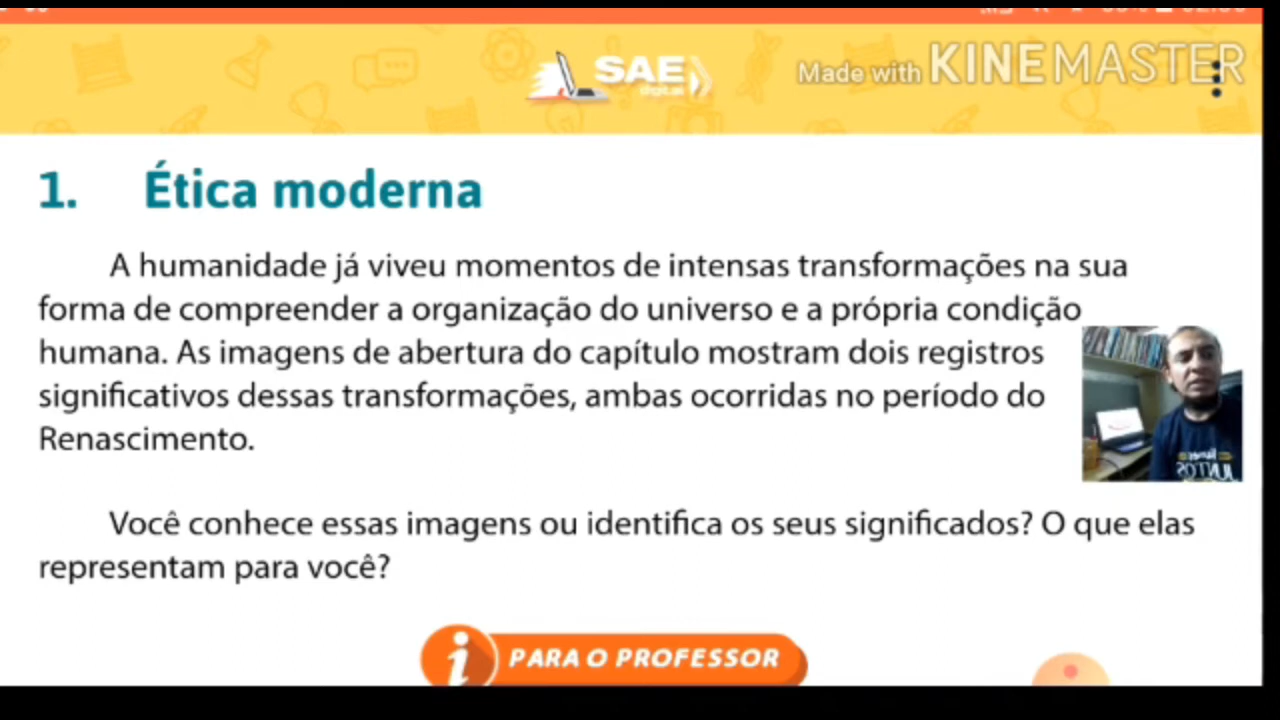 SAE
digital
Made with KINEMASTER
1. Ética moderna
A humanidade já viveu momentos de intensas transformações na sua
forma de compreender a organização do universo e a própria condição
humana. As imagens de abertura do capítulo mostram dois registros
significativos dessas transformações, ambas ocorridas no período do
Renascimento.
Você conhece essas imagens ou identifica os seus significados? O que elas
representam para você?
JUNTOS
i PARA O PROFESSOR